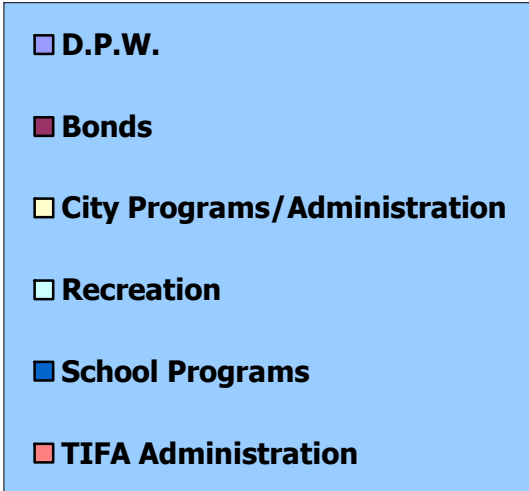 D.P.W.
Bonds
City Programs/Administration
Recreation
School Programs
TIFA Administration